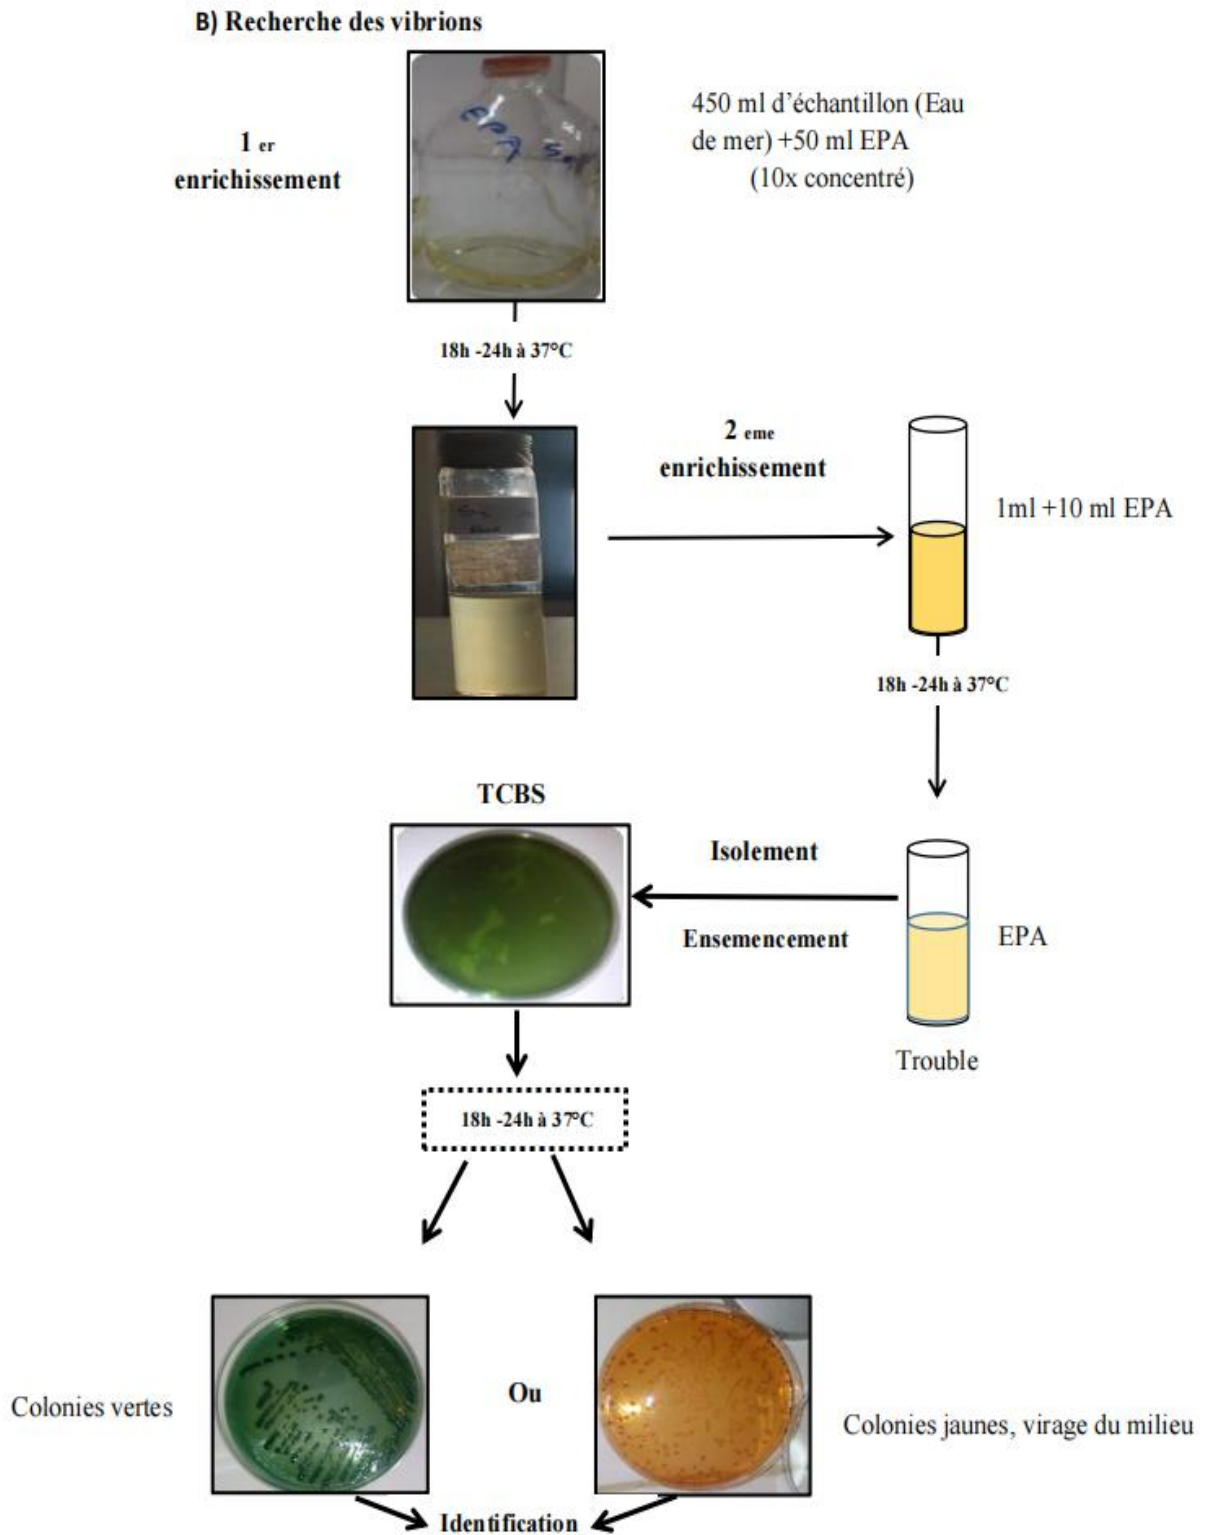 B) Recherche des vibrions
1 er
enrichissement
450 ml d'échantillon (Eau
de mer) +50 ml EPA
(10x concentré)
EPA
18h -24h à 37°C
2 eme
enrichissement
1ml +10 ml EPA
18h -24h à 37°C
TCBS
Isolement
Ensemencement
EPA
Trouble
18h -24h à 37°C
Colonies vertes
Ou
Colonies jaunes, virage du milieu
Identification